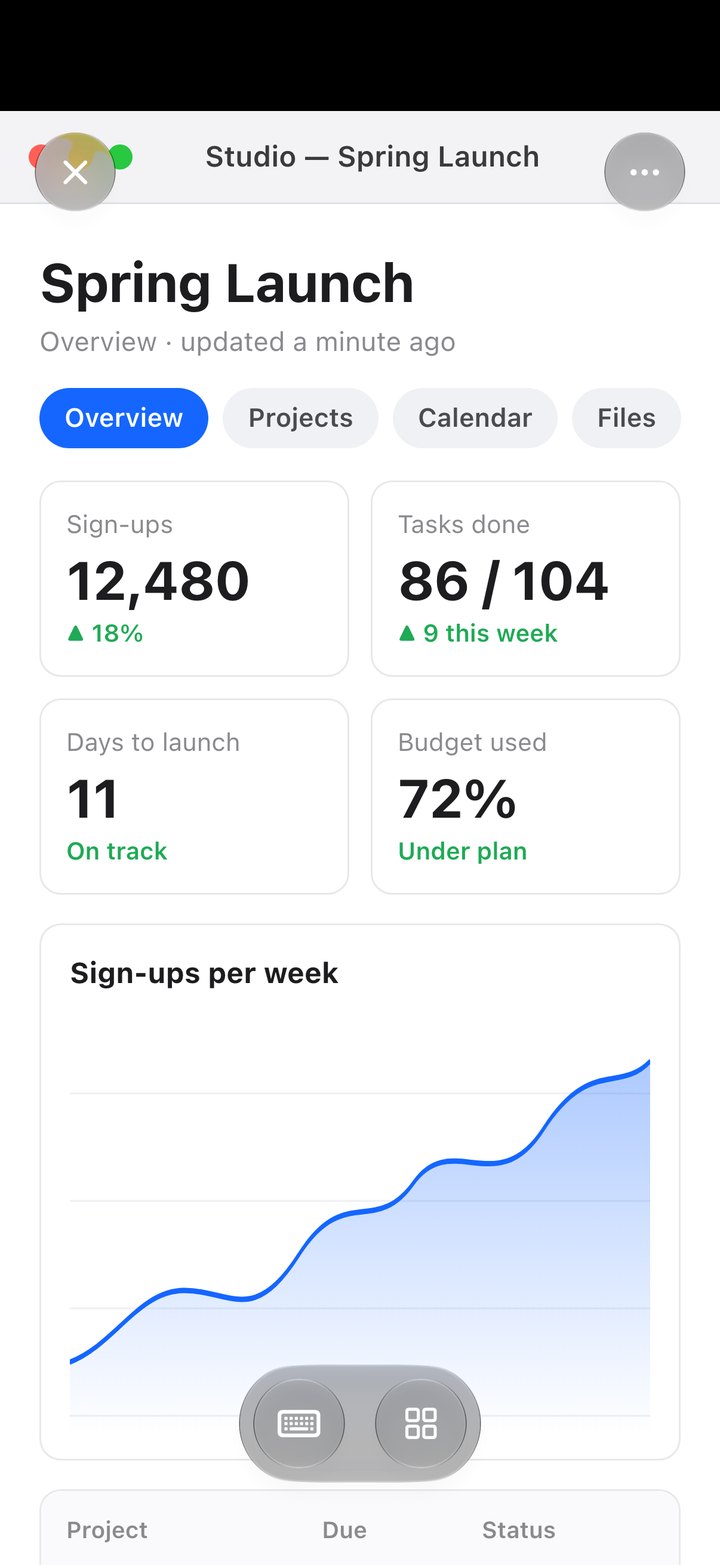 Studio — Spring Launch
Spring Launch
Overview · updated a minute ago
Overview
Projects
Calendar
Files
Sign-ups
12,480
▲ 18%
Tasks done
86 / 104
▲ 9 this week
Days to launch
11
On track
Budget used
72%
Under plan
Sign-ups per week
Project Due Status